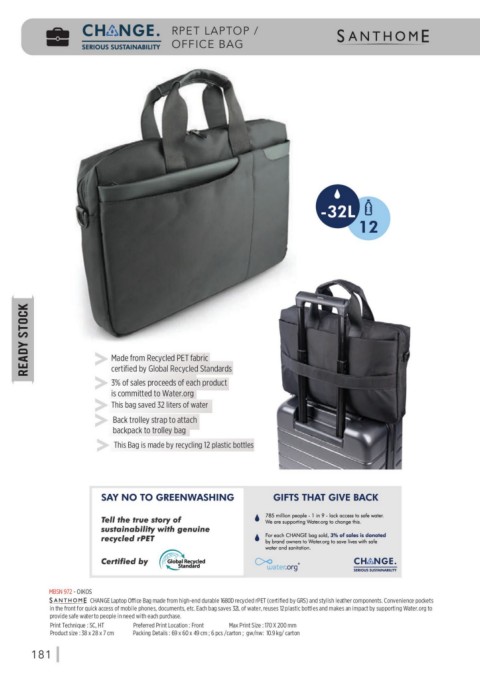 CHANGE.
SERIOUS SUSTAINABILITY
RPET LAPTOP /
OFFICE BAG
SANTHOME
-32L
12
READY STOCK
Made from Recycled PET fabric
certified by Global Recycled Standards
3% of sales proceeds of each product
is committed to Water.org
This bag saved 32 liters of water
Back trolley strap to attach
backpack to trolley bag
This Bag is made by recycling 12 plastic bottles
SAY NO TO GREENWASHING
Tell the true story of
sustainability with genuine
recycled rPET
Certified by
Global Recycled
Standard
GIFTS THAT GIVE BACK
785 million people - 1 in 9 - lack access to safe water.
We are supporting Water.org to change this.
For each CHANGE bag sold, 3% of sales is donated
by brand owners to Water.org to save lives with safe
water and sanitation.
water.org
CHANGE.
SERIOUS SUSTAINABILITY
MBSN 972 - OIKOS
SANTHOME CHANGE Laptop Office Bag made from high-end durable 1680D recycled rPET (certified by GRS) and stylish leather components. Convenience pockets
in the front for quick access of mobile phones, documents, etc. Each bag saves 32L of water, reuses 12 plastic bottles and makes an impact by supporting Water.org to
provide safe water to people in need with each purchase.
Print Technique : SC, HT Preferred Print Location : Front Max Print Size : 170 X 200 mm
Product size : 38 x 28 x 7 cm Packing Details : 69 x 60 x 49 cm ; 6 pcs /carton ; gw/nw: 10.9 kg/ carton
181